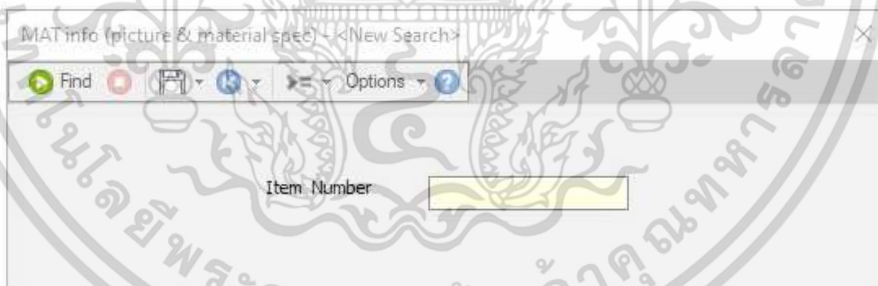 MAT info (picture & material spec) - <New Search>
Find Options
Item Number